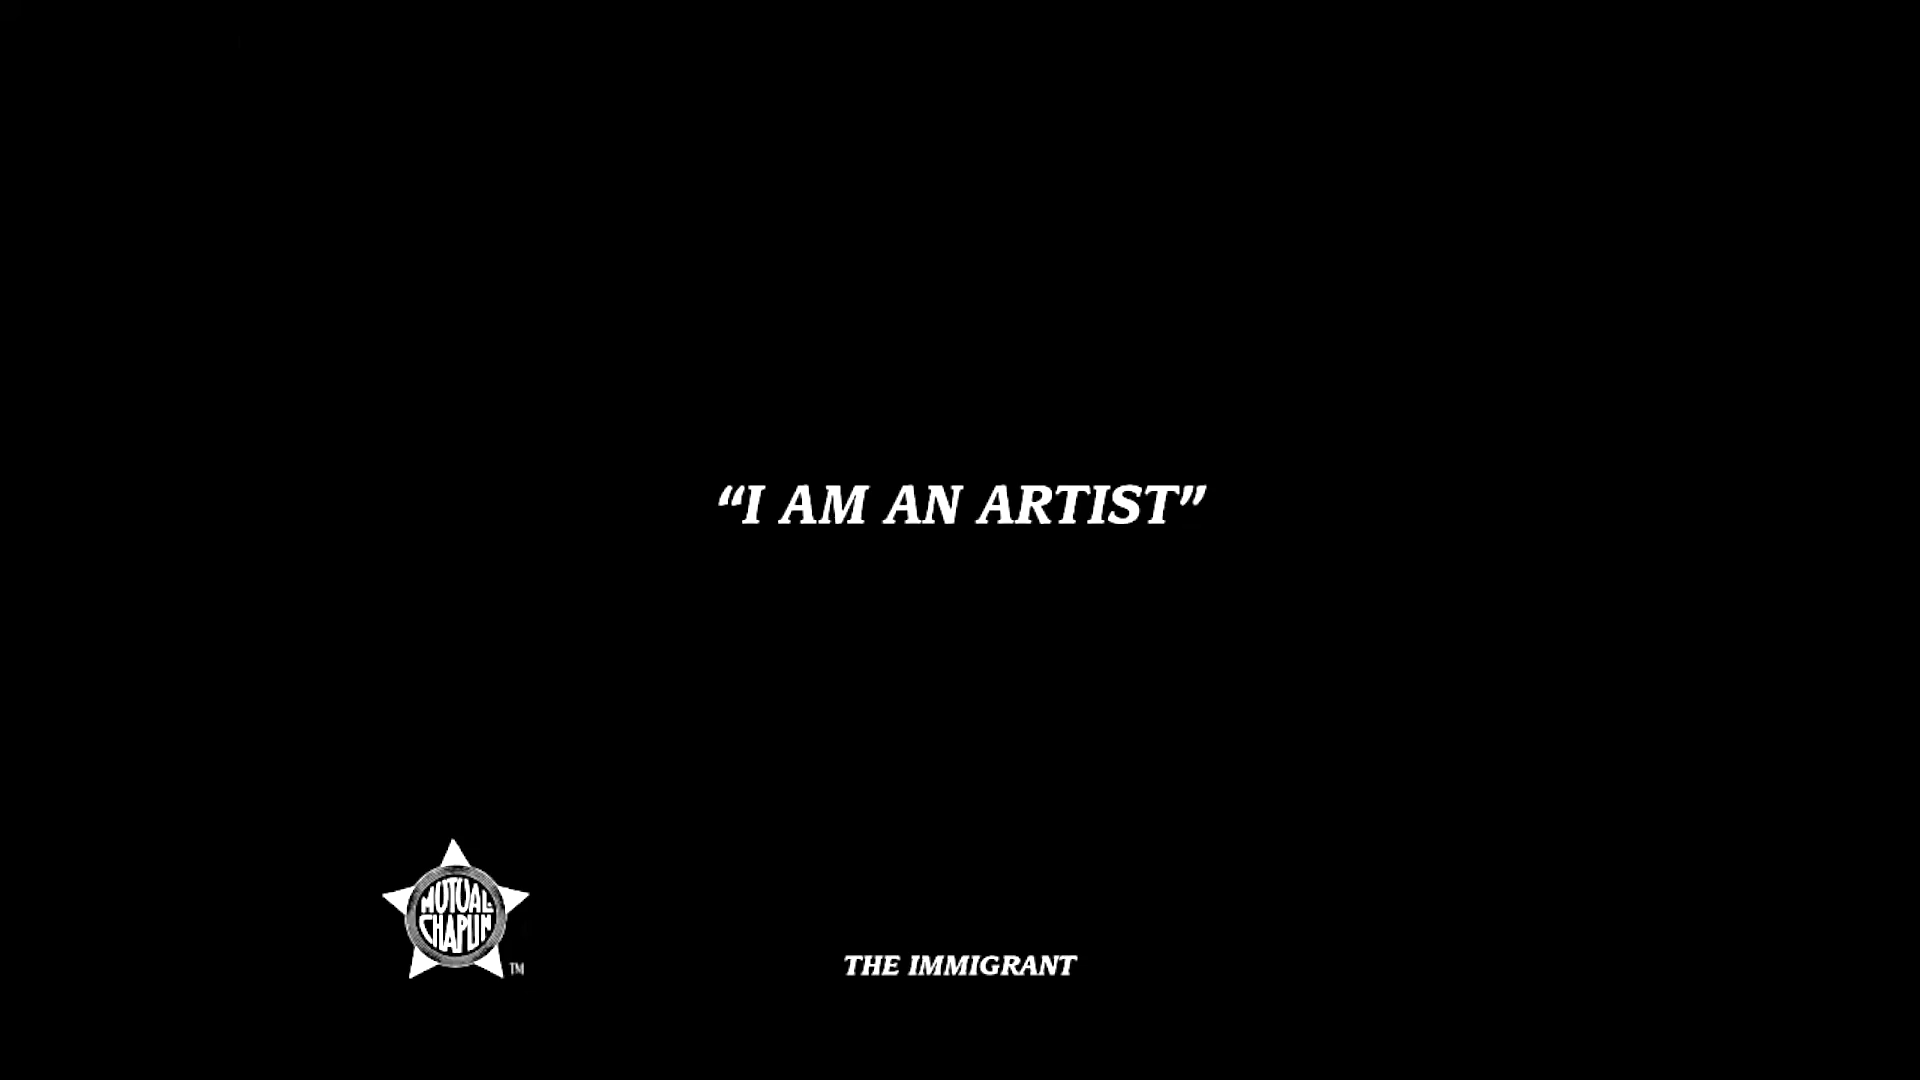 “I AM AN ARTIST”
MUTUAL-
CHAPLIN
TM
THE IMMIGRANT